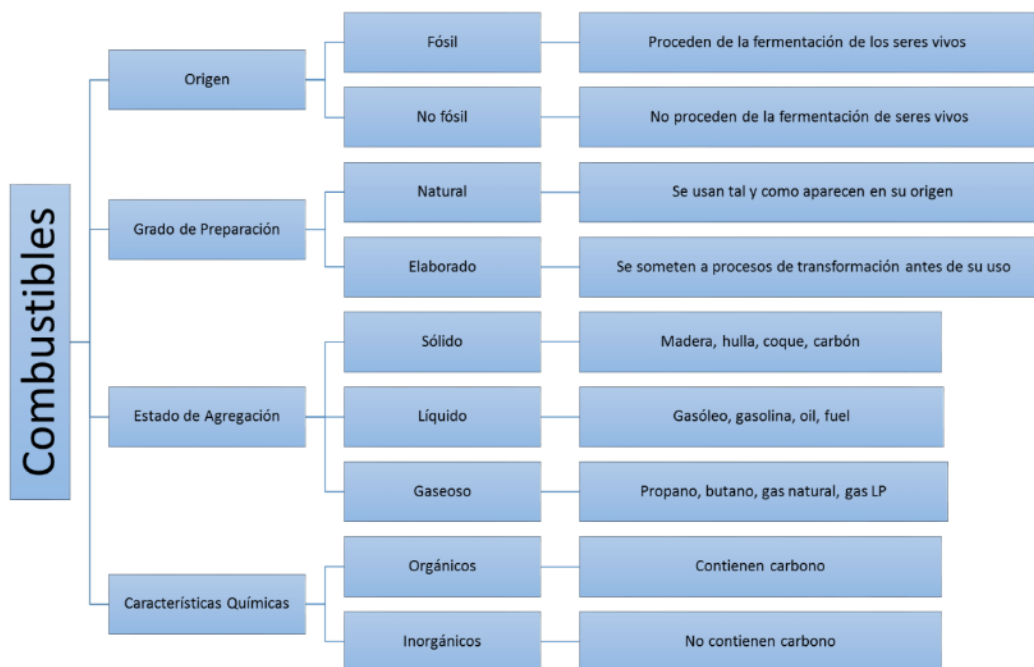 Combustibles
Origen
Fósil
Proceden de la fermentación de los seres vivos
No fósil
No proceden de la fermentación de seres vivos
Grado de Preparación
Natural
Se usan tal y como aparecen en su origen
Elaborado
Se someten a procesos de transformación antes de su uso
Estado de Agregación
Sólido
Madera, hulla, coque, carbón
Líquido
Gasóleo, gasolina, oil, fuel
Gaseoso
Propano, butano, gas natural, gas LP
Características Químicas
Orgánicos
Contienen carbono
Inorgánicos
No contienen carbono